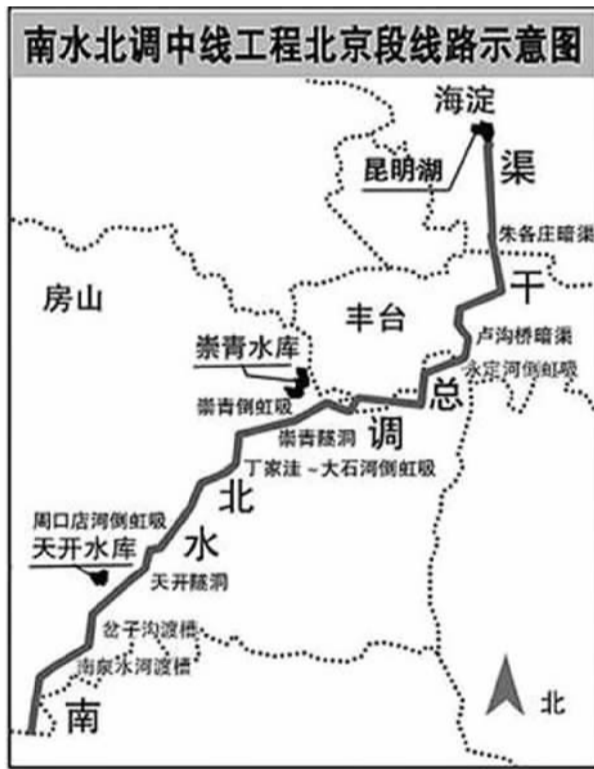 南水北调中线工程北京段线路示意图
海淀
昆明湖
渠
朱各庄暗渠
房山
干
丰台
卢沟桥暗渠
崇青水库
永定河倒虹吸
总
崇青倒虹吸
调
崇青隧洞
丁家洼~大石河倒虹吸
北
周口店河倒虹吸
水
天开水库
天开隧洞
岔子沟渡槽
南泉水河渡槽
南
北